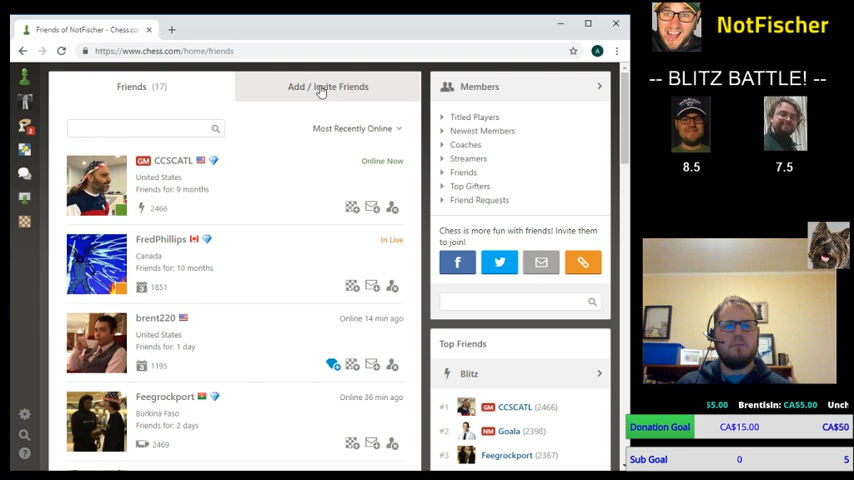 Friends of NotFischer - Chess.co
https://www.chess.com/home/friends
A
2
Friends (17)
Add / Invite Friends
Most Recently Online
GM CCSCATL
Online Now
United States
Friends for: 9 months
2466
FredPhillips
In Live
Canada
Friends for: 10 months
1851
brent220
Online 14 min ago
United States
Friends for: 1 day
1195
Feegrockport
Online 36 min ago
Burkina Faso
Friends for: 2 days
2469
Members
Titled Players
Newest Members
Coaches
Streamers
Friends
Top Gifters
Friend Requests
Chess is more fun with friends! Invite them
to join!
Top Friends
Blitz
#1 GM CCSCATL (2466)
#2 NM Goala (2398)
#3 Feegrockport (2367)
NotFischer
-- BLITZ BATTLE! --
8.5 7.5
$5.00 Brentisin: CA$5.00 Unch
Donation Goal CA$15.00 CA$50
Sub Goal 0 5